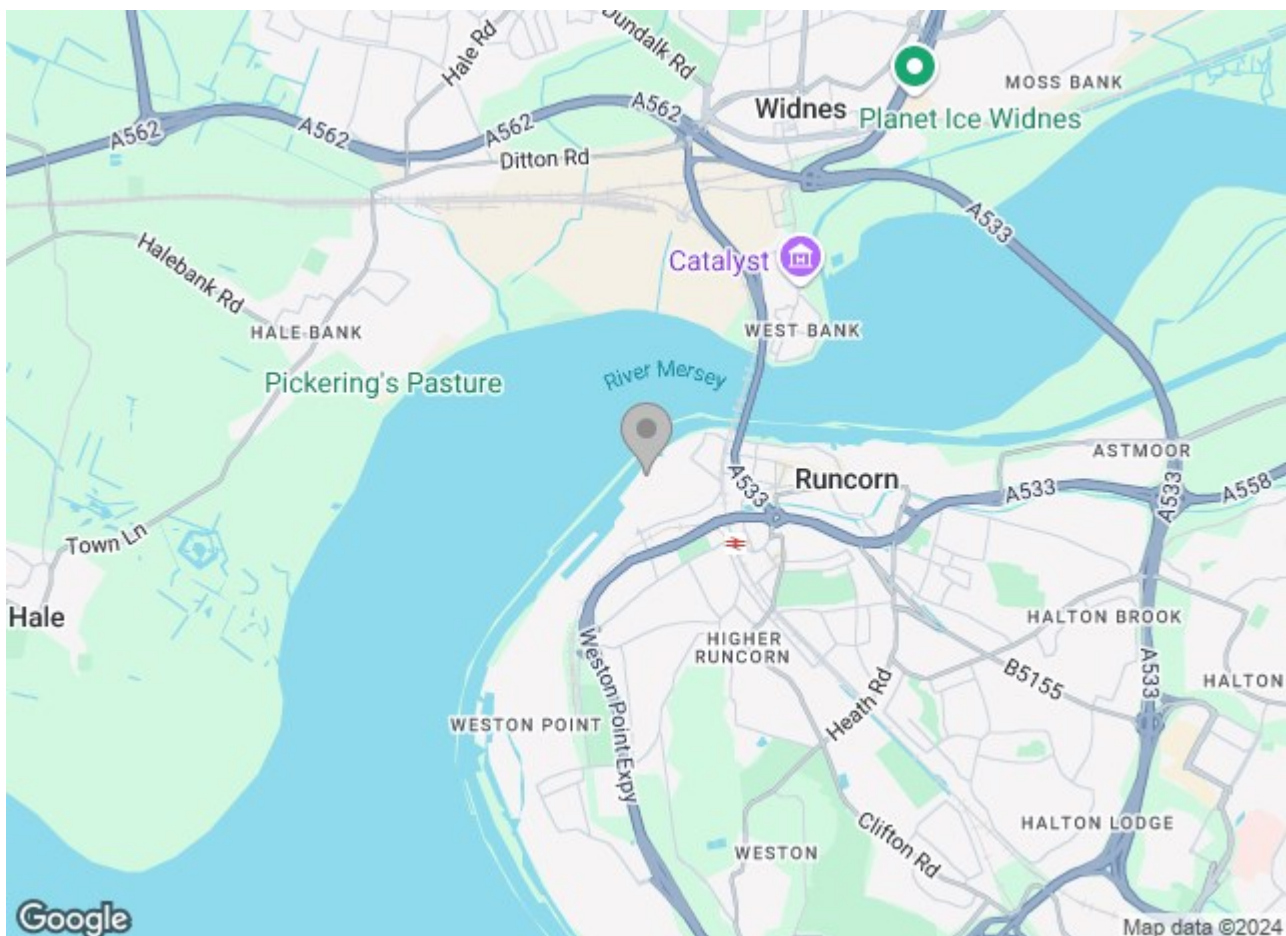 Dundalk Rd
Hale Rd
MOSS BANK
Widnes
A562
A562
A562
A562
Planet Ice Widnes
Ditton Rd
A533
Halebank Rd
Catalyst
HALE BANK
WEST BANK
River Mersey
Pickering's Pasture
ASTMOOR
Runcorn
A533
A533
A533
A558
Town Ln
Hale
HALTON BROOK
HIGHER
RUNCORN
B5155
A533
HALTON
Heath Rd
WESTON POINT
Weston Point Expy
HALTON LODGE
Clifton Rd
WESTON
Google
Map data ©2024